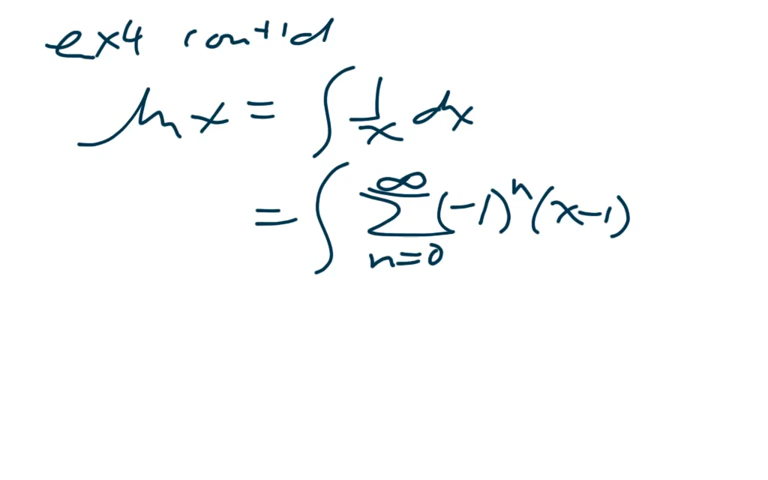 ex4 cont'd
ln x = ∫ 1/x dx
= ∫ ∑_{n=0}^{∞} (-1)^n (x-1)